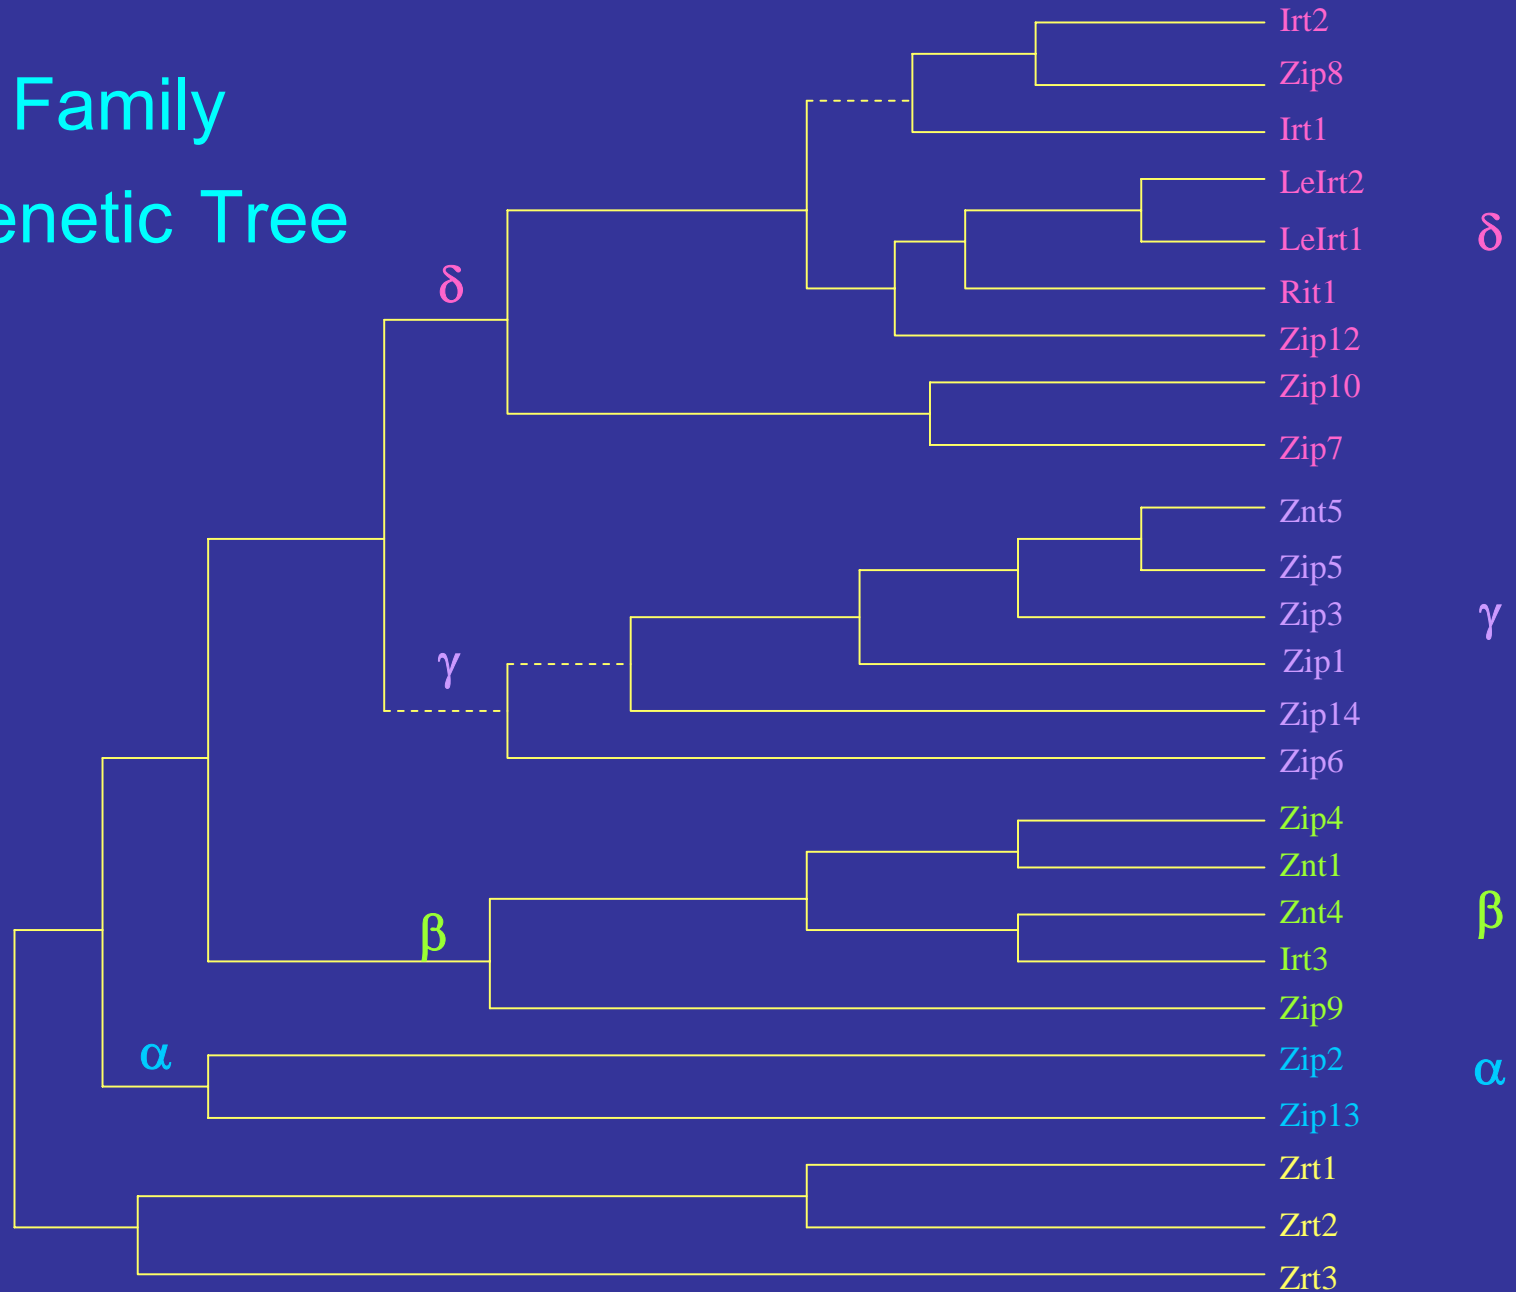 Family
enetic Tree
Irt2
Zip8
Irt1
LeIrt2
LeIrt1
δ
Rit1
δ
Zip12
Zip10
Zip7
Znt5
Zip5
Zip3
γ
Zip1
γ
Zip14
Zip6
Zip4
Znt1
Znt4
β
β
Irt3
Zip9
α
Zip2
α
Zip13
Zrt1
Zrt2
Zrt3